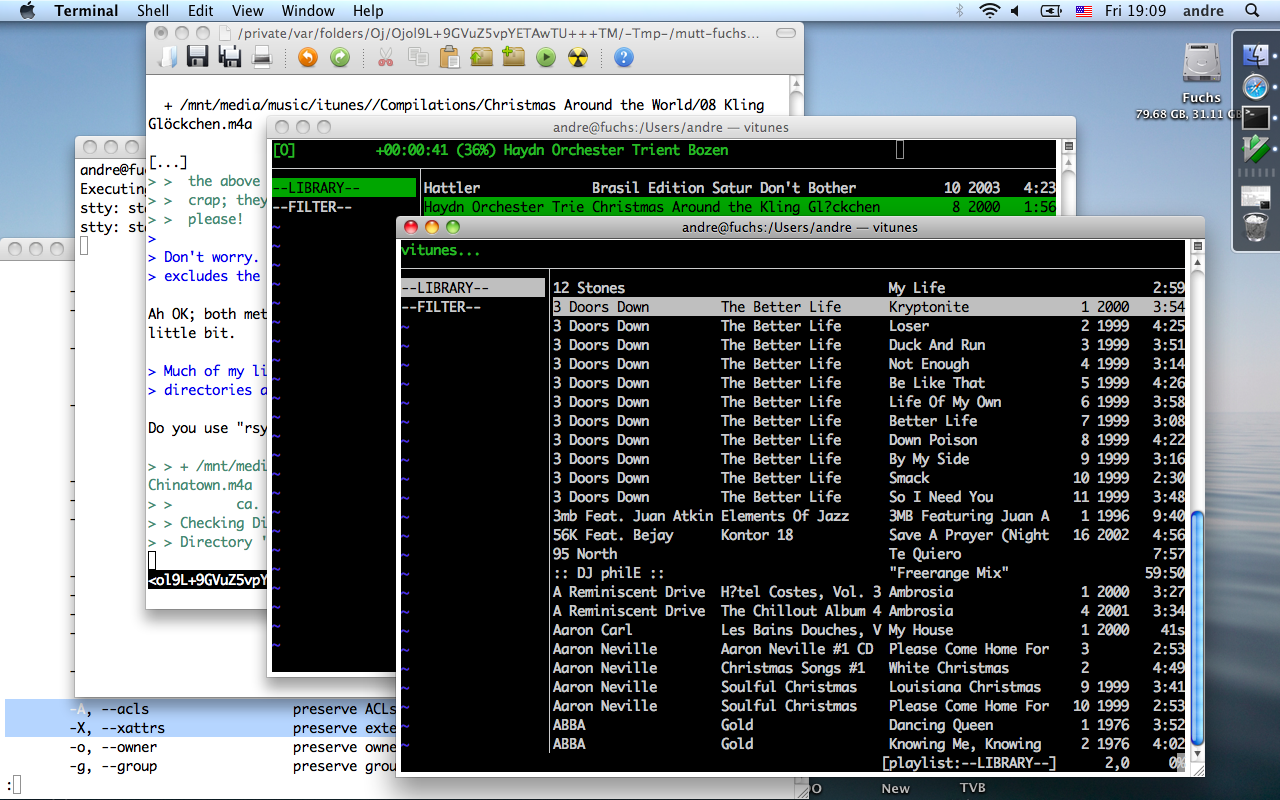 Terminal Shell Edit View Window Help Fri 19:09 andre
/private/var/folders/Oj/Ojol9L+9GVuZ5vpYETAwTU+++TM/-Tmp-/mutt-fuchs…
+ /mnt/media/music/itunes//Compilations/Christmas Around the World/08 Kling
Glöckchen.m4a
[...]
> > the above
> > crap; they
> > please!
>
> Don't worry.
> excludes the
Ah OK; both met
little bit.
> Much of my li
> directories a
Do you use "rsy
> > + /mnt/medi
Chinatown.m4a
> > ca.
> > Checking Di
> > Directory '
<ol9L+9GVuZ5vpY
andre@fu
Executing
stty: st
stty: st
andre@fuchs:/Users/andre — vitunes
[0] +00:00:41 (36%) Haydn Orchester Trient Bozen
--LIBRARY-- Hattler Brasil Edition Satur Don't Bother 10 2003 4:23
--FILTER-- Haydn Orchester Trie Christmas Around the Kling Gl?ckchen 8 2000 1:56
andre@fuchs:/Users/andre — vitunes
vitunes...
--LIBRARY-- 12 Stones My Life 2:59
--FILTER-- 3 Doors Down The Better Life Kryptonite 1 2000 3:54
~ 3 Doors Down The Better Life Loser 2 1999 4:25
~ 3 Doors Down The Better Life Duck And Run 3 1999 3:51
~ 3 Doors Down The Better Life Not Enough 4 1999 3:14
~ 3 Doors Down The Better Life Be Like That 5 1999 4:26
~ 3 Doors Down The Better Life Life Of My Own 6 1999 3:58
~ 3 Doors Down The Better Life Better Life 7 1999 3:08
~ 3 Doors Down The Better Life Down Poison 8 1999 4:22
~ 3 Doors Down The Better Life By My Side 9 1999 3:16
~ 3 Doors Down The Better Life Smack 10 1999 2:30
~ 3 Doors Down The Better Life So I Need You 11 1999 3:48
~ 3mb Feat. Juan Atkin Elements Of Jazz 3MB Featuring Juan A 1 1996 9:40
~ 56K Feat. Bejay Kontor 18 Save A Prayer (Night 16 2002 4:56
~ 95 North Te Quiero 7:57
~ :: DJ philE :: "Freerange Mix" 59:50
~ A Reminiscent Drive H?tel Costes, Vol. 3 Ambrosia 1 2000 3:27
~ A Reminiscent Drive The Chillout Album 4 Ambrosia 4 2001 3:34
~ Aaron Carl Les Bains Douches, V My House 1 2000 41s
~ Aaron Neville Aaron Neville #1 CD Please Come Home For 3 2:53
~ Aaron Neville Christmas Songs #1 White Christmas 2 4:49
~ Aaron Neville Soulful Christmas Louisiana Christmas 9 1999 3:41
~ Aaron Neville Soulful Christmas Please Come Home For 10 1999 2:53
~ ABBA Gold Dancing Queen 1 1976 3:52
~ ABBA Gold Knowing Me, Knowing 2 1976 4:02
[playlist:--LIBRARY--] 2,0 0%
-A, --acls preserve ACLs
-X, --xattrs preserve exte
-o, --owner preserve owne
-g, --group preserve grou
:
Fuchs
79.68 GB, 31.11 G
O New TVB